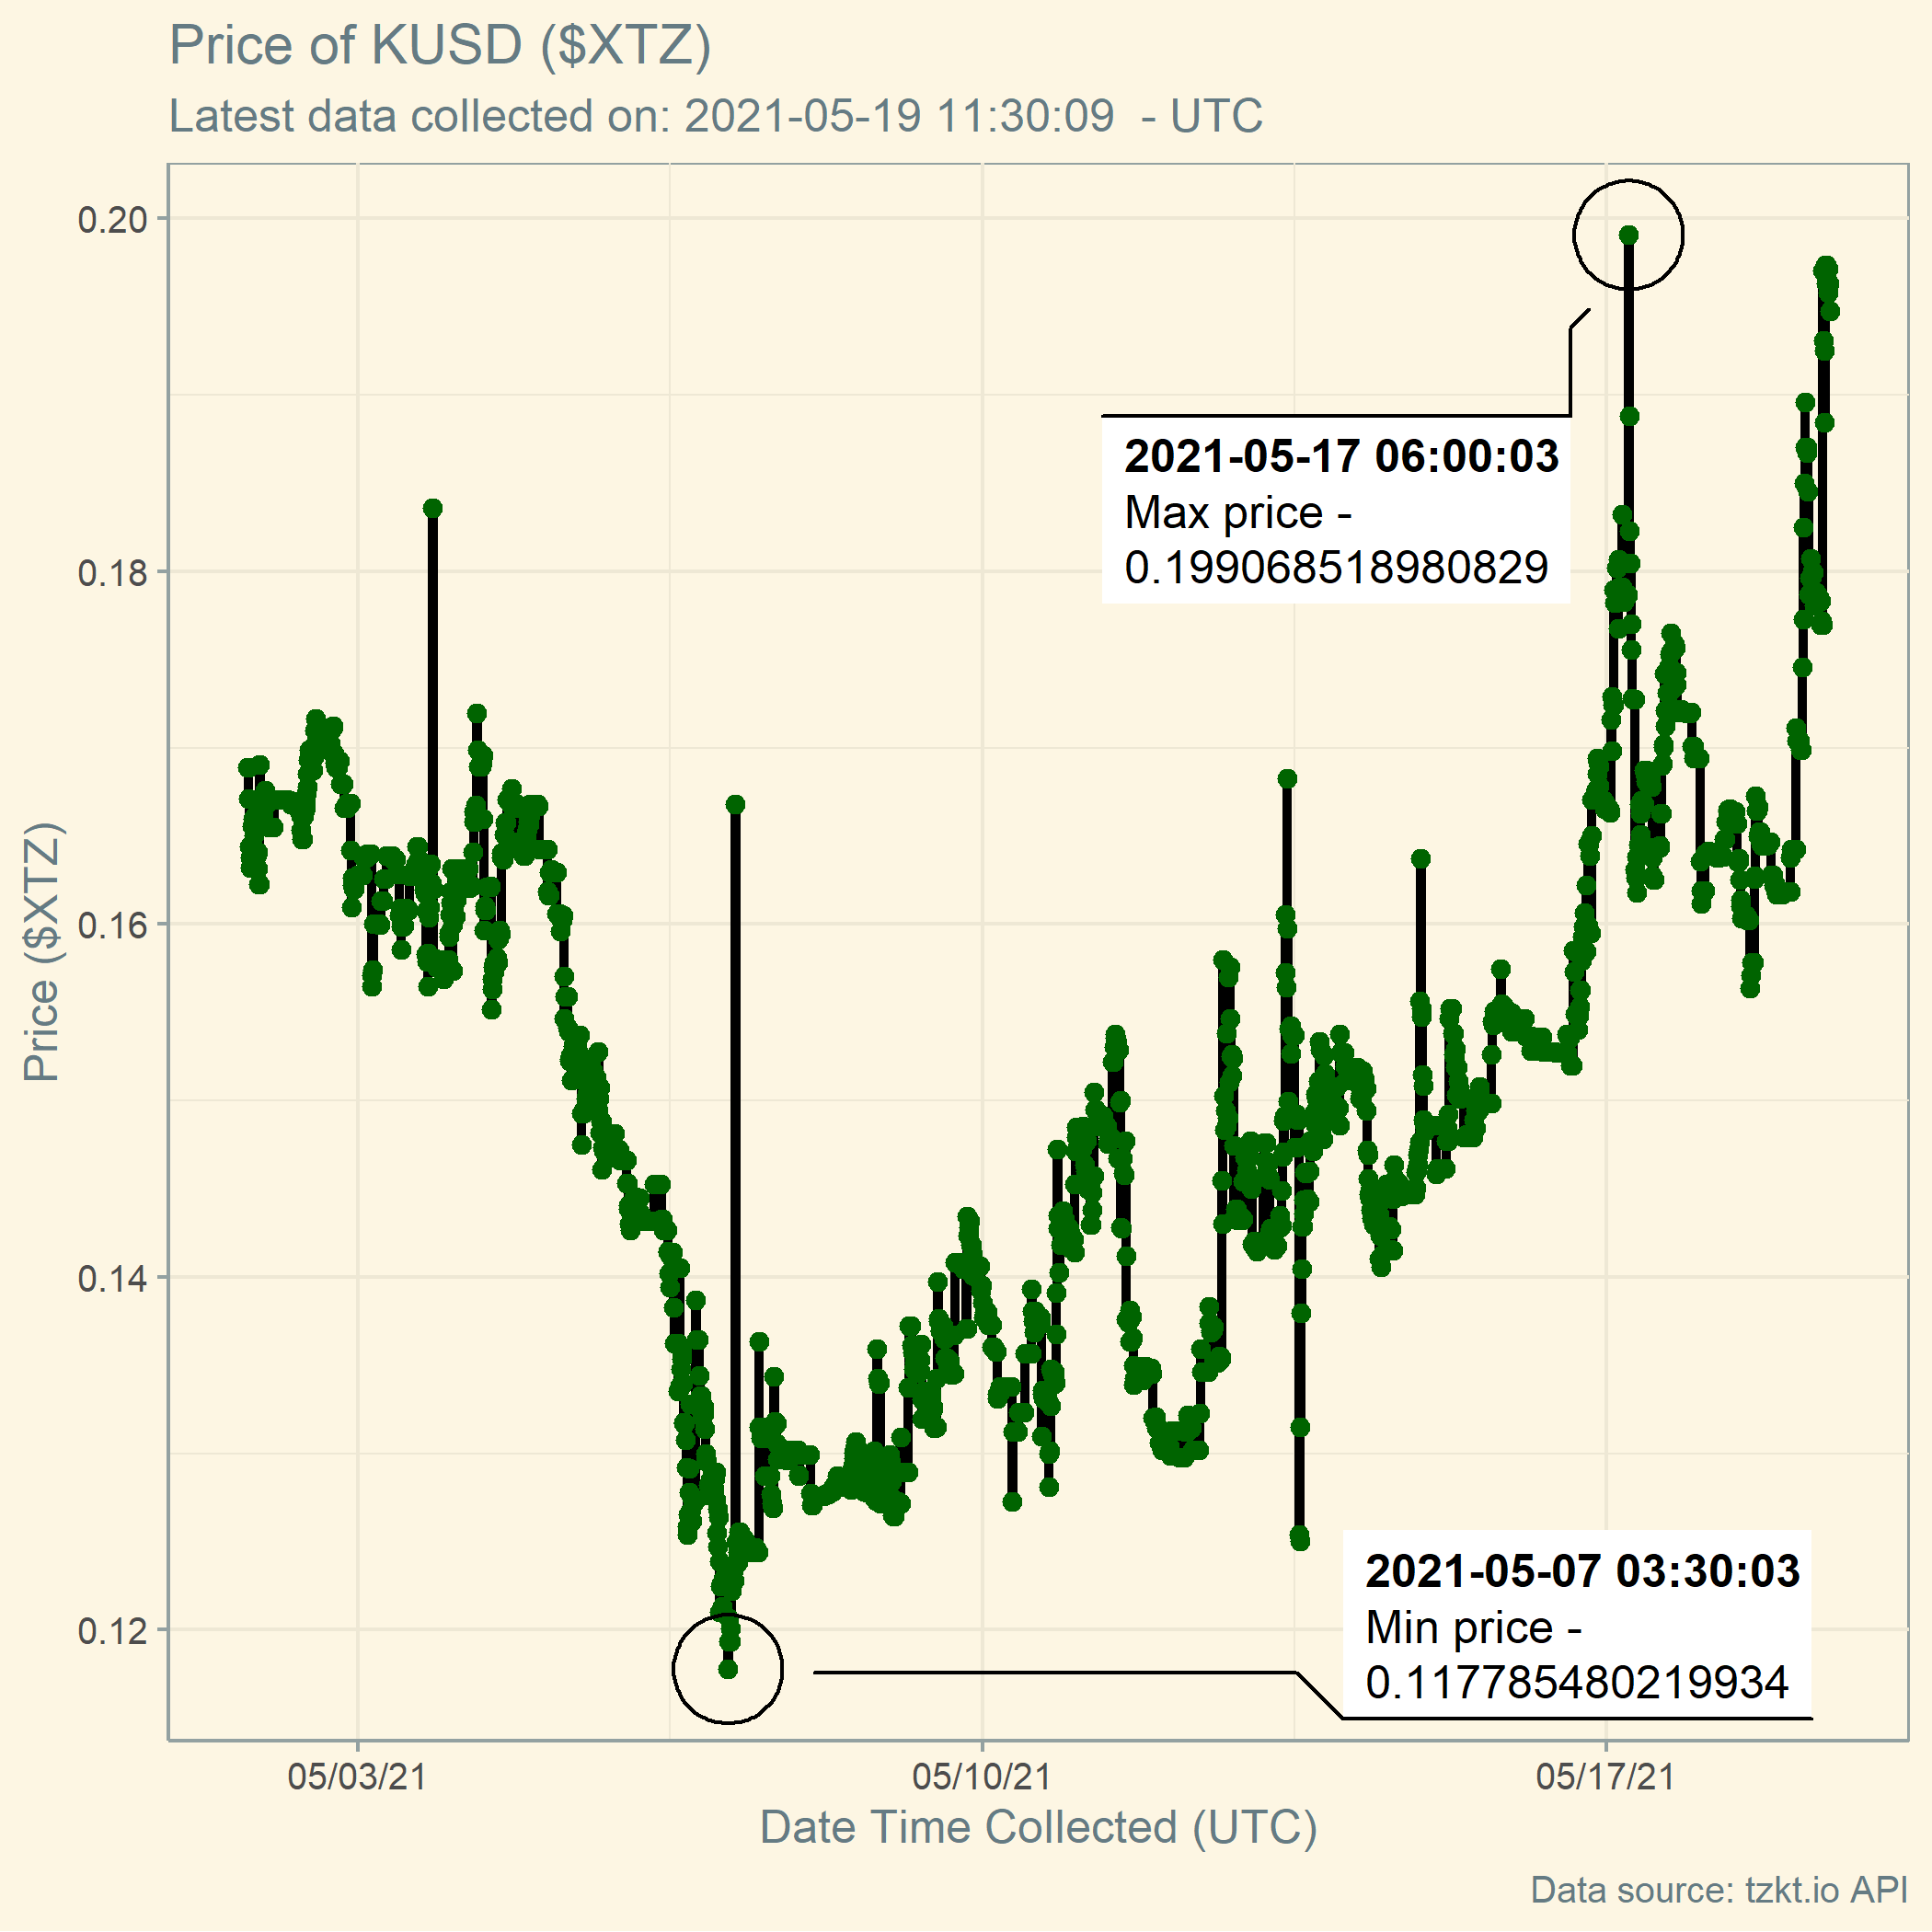 Price of KUSD ($XTZ)
Latest data collected on: 2021-05-19 11:30:09  - UTC
Price ($XTZ)
0.20
0.18
0.16
0.14
0.12
2021-05-17 06:00:03
Max price -
0.199068518980829
2021-05-07 03:30:03
Min price -
0.117785480219934
05/03/21
05/10/21
05/17/21
Date Time Collected (UTC)
Data source: tzkt.io API